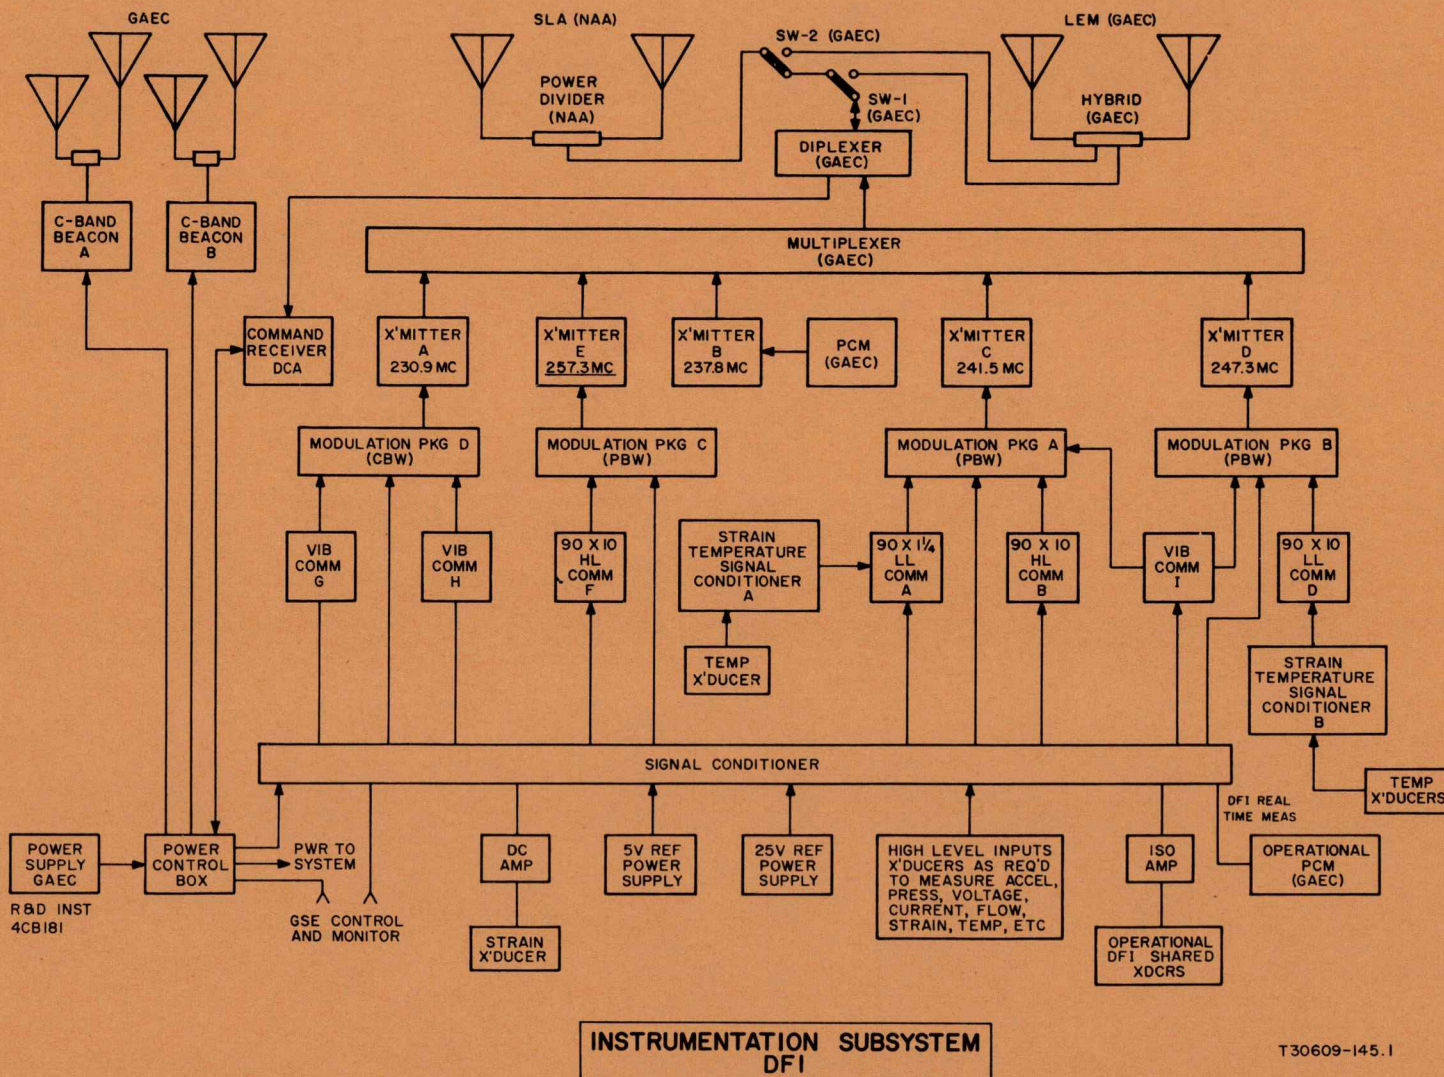 GAEC
SLA (NAA)
LEM (GAEC)
SW-2 (GAEC)
POWER
DIVIDER
(NAA)
SW-1
(GAEC)
HYBRID
(GAEC)
DIPLEXER
(GAEC)
C-BAND
BEACON
A
C-BAND
BEACON
B
MULTIPLEXER
(GAEC)
COMMAND
RECEIVER
DCA
X'MITTER
A
230.9 MC
X'MITTER
E
257.3 MC
X'MITTER
B
237.8 MC
PCM
(GAEC)
X'MITTER
C
241.5 MC
X'MITTER
D
247.3 MC
MODULATION PKG D
(CBW)
MODULATION PKG C
(PBW)
MODULATION PKG A
(PBW)
MODULATION PKG B
(PBW)
VIB
COMM
G
VIB
COMM
H
90 X 10
HL
COMM
F
STRAIN
TEMPERATURE
SIGNAL
CONDITIONER
A
90 X 1¼
LL
COMM
A
90 X 10
HL
COMM
B
VIB
COMM
I
90 X 10
LL
COMM
D
TEMP
X'DUCER
STRAIN
TEMPERATURE
SIGNAL
CONDITIONER
B
SIGNAL CONDITIONER
TEMP
X'DUCERS
DFI REAL
TIME MEAS
POWER
SUPPLY
GAEC
POWER
CONTROL
BOX
PWR TO
SYSTEM
DC
AMP
5V REF
POWER
SUPPLY
25V REF
POWER
SUPPLY
HIGH LEVEL INPUTS
X'DUCERS AS REQ'D
TO MEASURE ACCEL,
PRESS, VOLTAGE,
CURRENT, FLOW,
STRAIN, TEMP, ETC
ISO
AMP
OPERATIONAL
PCM
(GAEC)
R&D INST
4CB181
GSE CONTROL
AND MONITOR
STRAIN
X'DUCER
OPERATIONAL
DFI SHARED
XDCRS
INSTRUMENTATION SUBSYSTEM
DFI
T30609-145.1